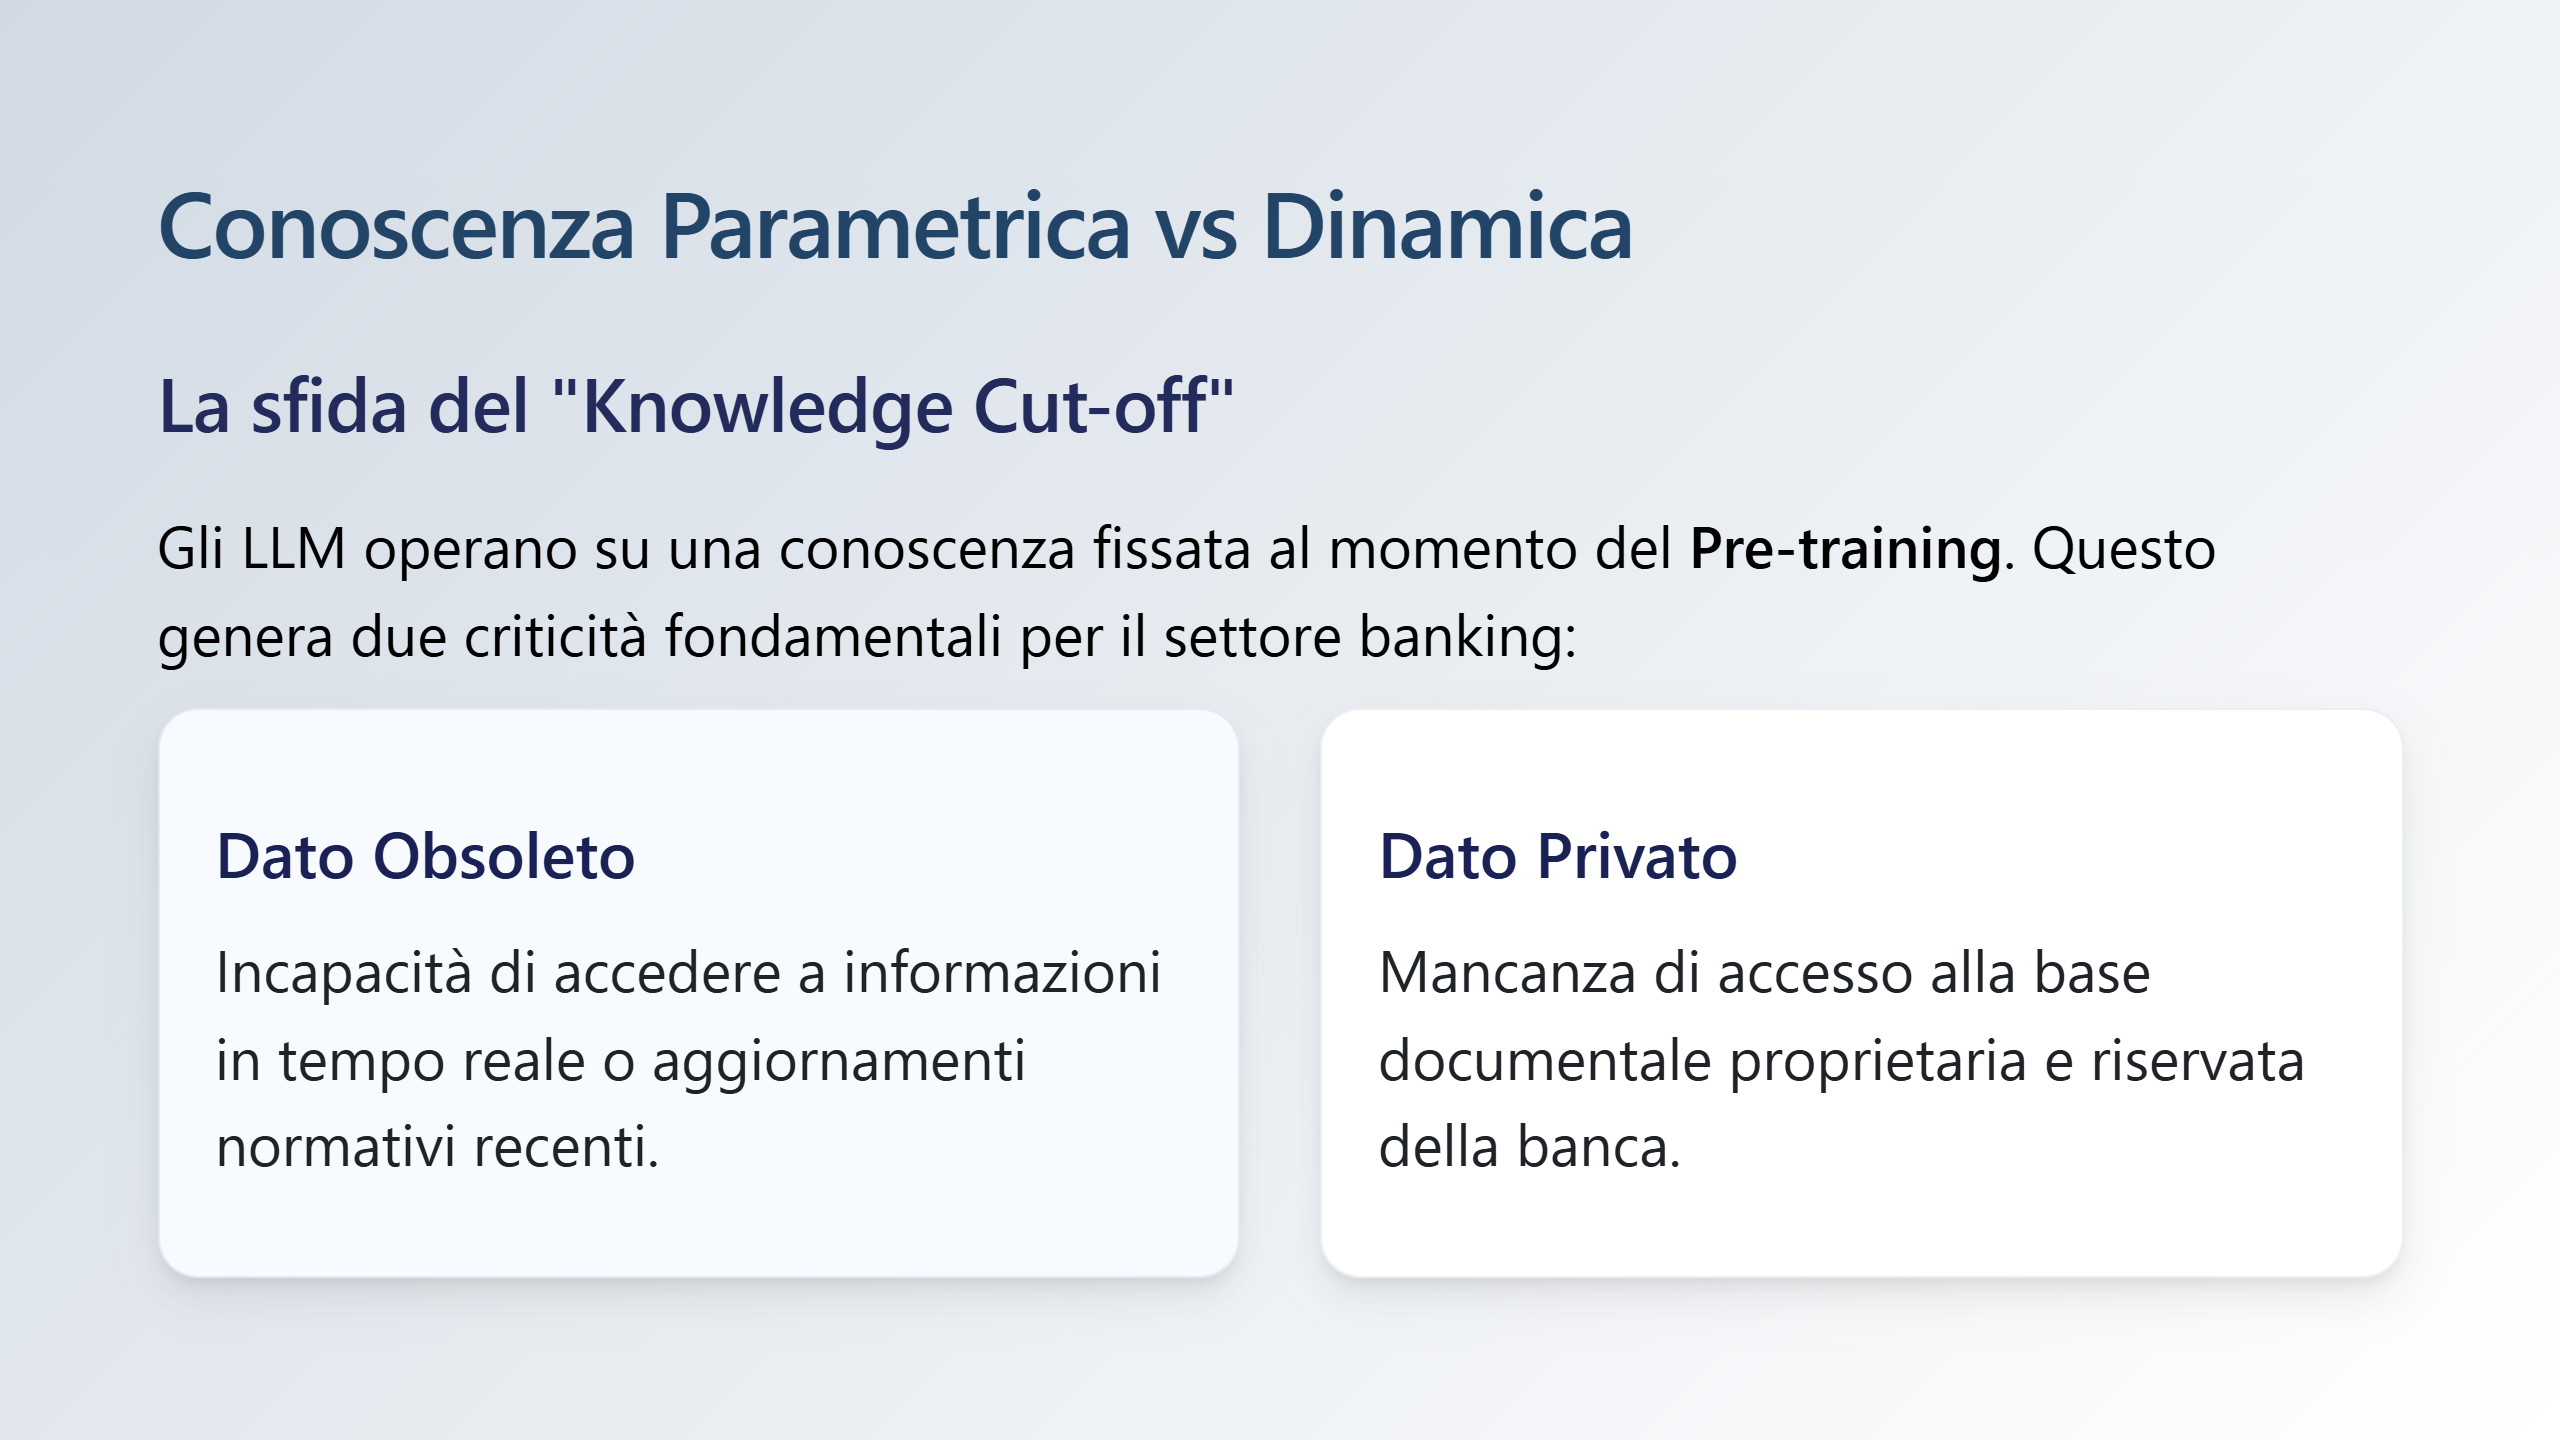 Conoscenza Parametrica vs Dinamica
La sfida del "Knowledge Cut-off"
Gli LLM operano su una conoscenza fissata al momento del Pre-training. Questo
genera due criticità fondamentali per il settore banking:
Dato Obsoleto
Incapacità di accedere a informazioni
in tempo reale o aggiornamenti
normativi recenti.
Dato Privato
Mancanza di accesso alla base
documentale proprietaria e riservata
della banca.